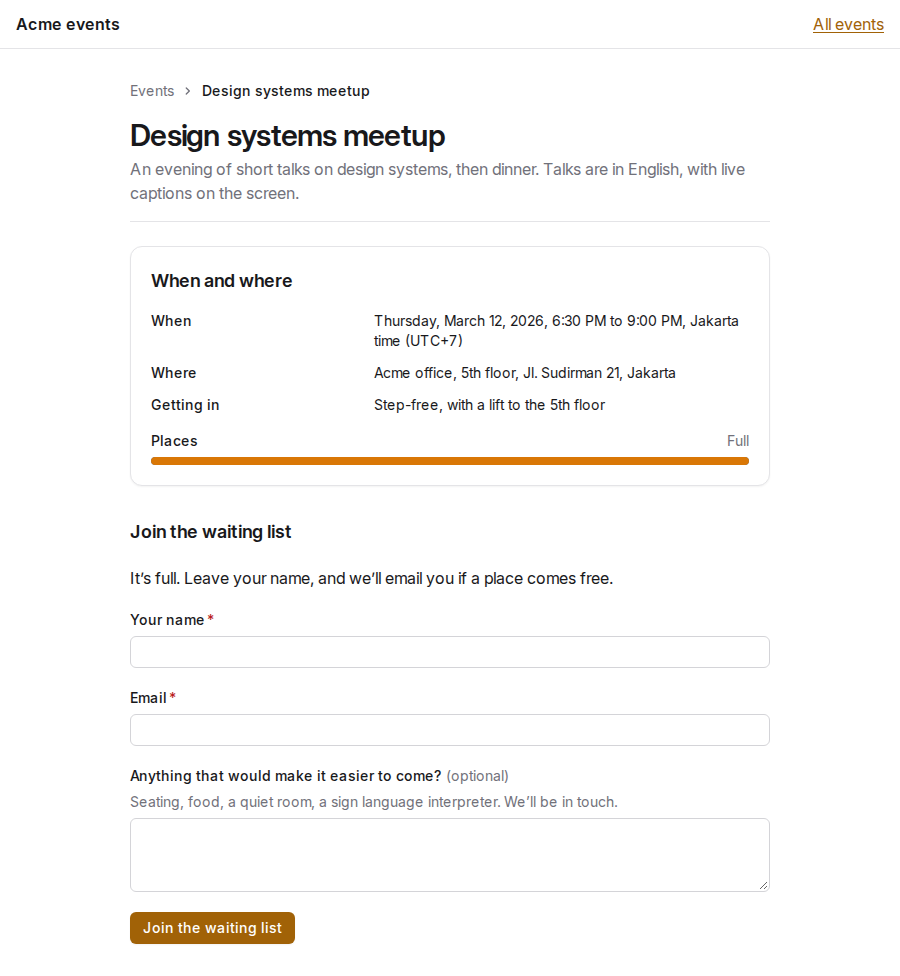 Acme events
All events
Events > Design systems meetup
Design systems meetup
An evening of short talks on design systems, then dinner. Talks are in English, with live
captions on the screen.
When and where
When
Thursday, March 12, 2026, 6:30 PM to 9:00 PM, Jakarta
time (UTC+7)
Where
Acme office, 5th floor, Jl. Sudirman 21, Jakarta
Getting in
Step-free, with a lift to the 5th floor
Places
Full
Join the waiting list
It’s full. Leave your name, and we’ll email you if a place comes free.
Your name *
Email *
Anything that would make it easier to come? (optional)
Seating, food, a quiet room, a sign language interpreter. We’ll be in touch.
Join the waiting list